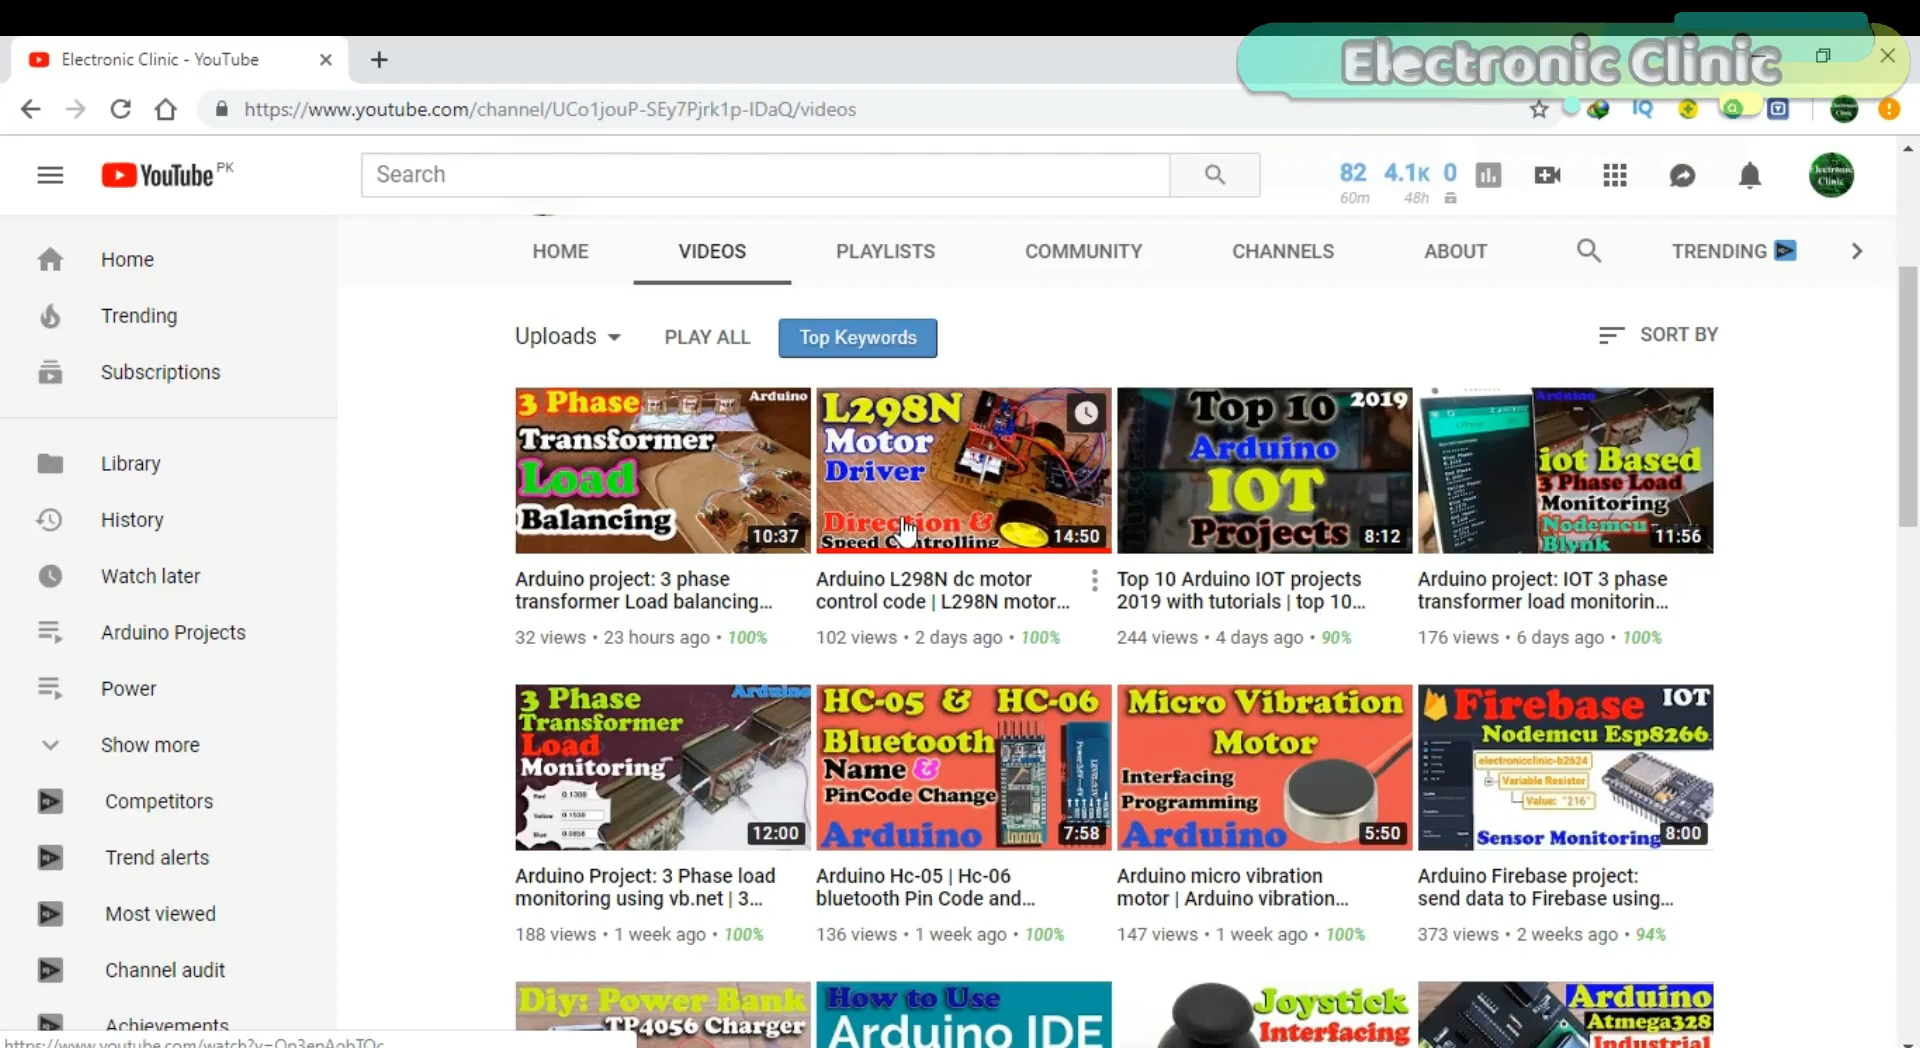 Electronic Clinic
Electronic Clinic - YouTube
https://www.youtube.com/channel/UCo1jouP-SEy7Pjrk1p-IDaQ/videos
IQ
YouTube PK
Search
82 4.1K 0
60m 48h
HOME VIDEOS PLAYLISTS COMMUNITY CHANNELS ABOUT TRENDING
Home
Trending
Subscriptions
Library
History
Watch later
Arduino Projects
Power
Show more
Competitors
Trend alerts
Most viewed
Channel audit
Achievements
Uploads PLAY ALL Top Keywords SORT BY
3 Phase Arduino
Transformer
Load
Balancing
10:37
L298N
Motor
Driver
Direction &
Speed Controlling
14:50
Top 10 2019
Arduino
IOT
Projects
8:12
Arduino
iot Based
3 Phase Load
Monitoring
Nodemcu
Blynk
11:56
Arduino project: 3 phase
transformer Load balancing...
32 views • 23 hours ago • 100%
Arduino L298N dc motor
control code | L298N motor...
102 views • 2 days ago • 100%
Top 10 Arduino IOT projects
2019 with tutorials | top 10...
244 views • 4 days ago • 90%
Arduino project: IOT 3 phase
transformer load monitorin...
176 views • 6 days ago • 100%
3 Phase Arduino
Transformer
Load
Monitoring
12:00
HC-05 & HC-06
Bluetooth
Name &
PinCode Change
Arduino
7:58
Micro Vibration
Motor
Interfacing
Programming
Arduino
5:50
Firebase IOT
Nodemcu Esp8266
electronicclinic-b2624
Variable Resistor
Value: "216"
Sensor Monitoring
8:00
Arduino Project: 3 Phase load
monitoring using vb.net | 3...
188 views • 1 week ago • 100%
Arduino Hc-05 | Hc-06
bluetooth Pin Code and...
136 views • 1 week ago • 100%
Arduino micro vibration
motor | Arduino vibration...
147 views • 1 week ago • 100%
Arduino Firebase project:
send data to Firebase using...
373 views • 2 weeks ago • 94%
Diy: Power Bank
TP4056 Charger
How to Use
Arduino IDE
Joystick
Interfacing
Arduino
Atmega328
Industrial